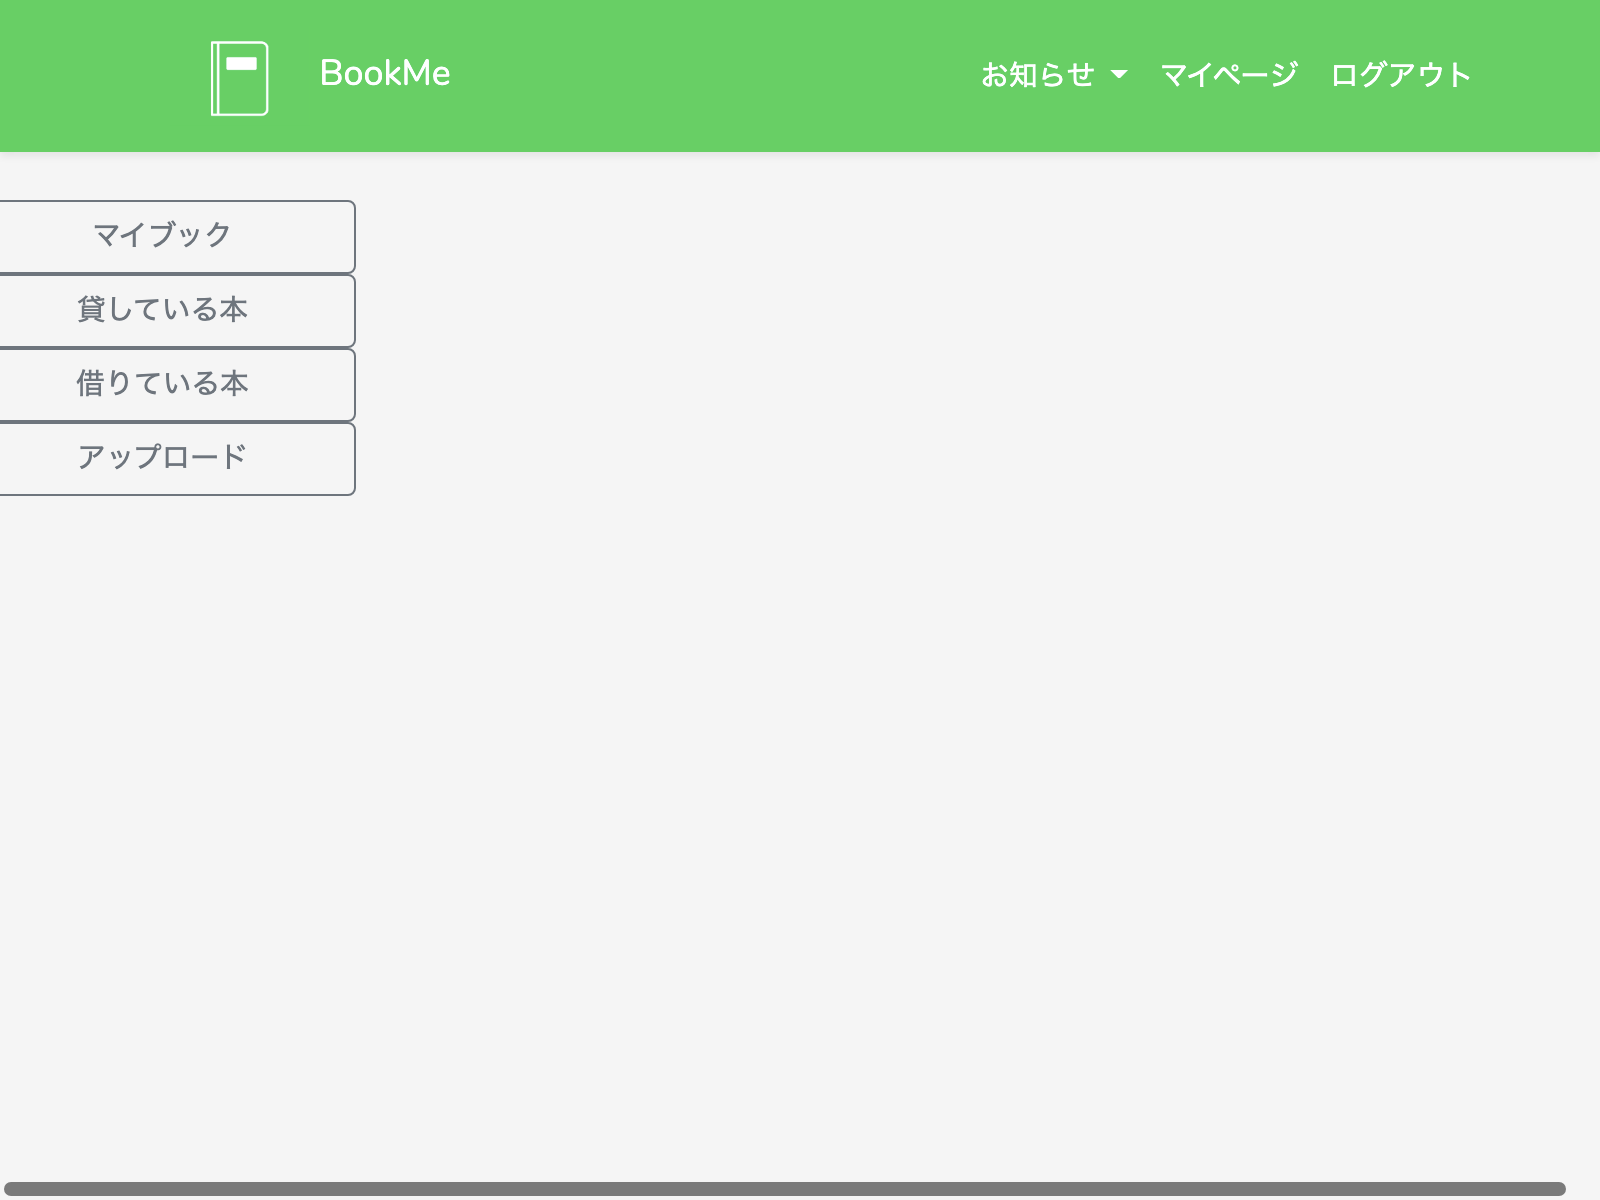 BookMe
お知らせ マイページ ログアウト
マイブック
貸している本
借りている本
アップロード